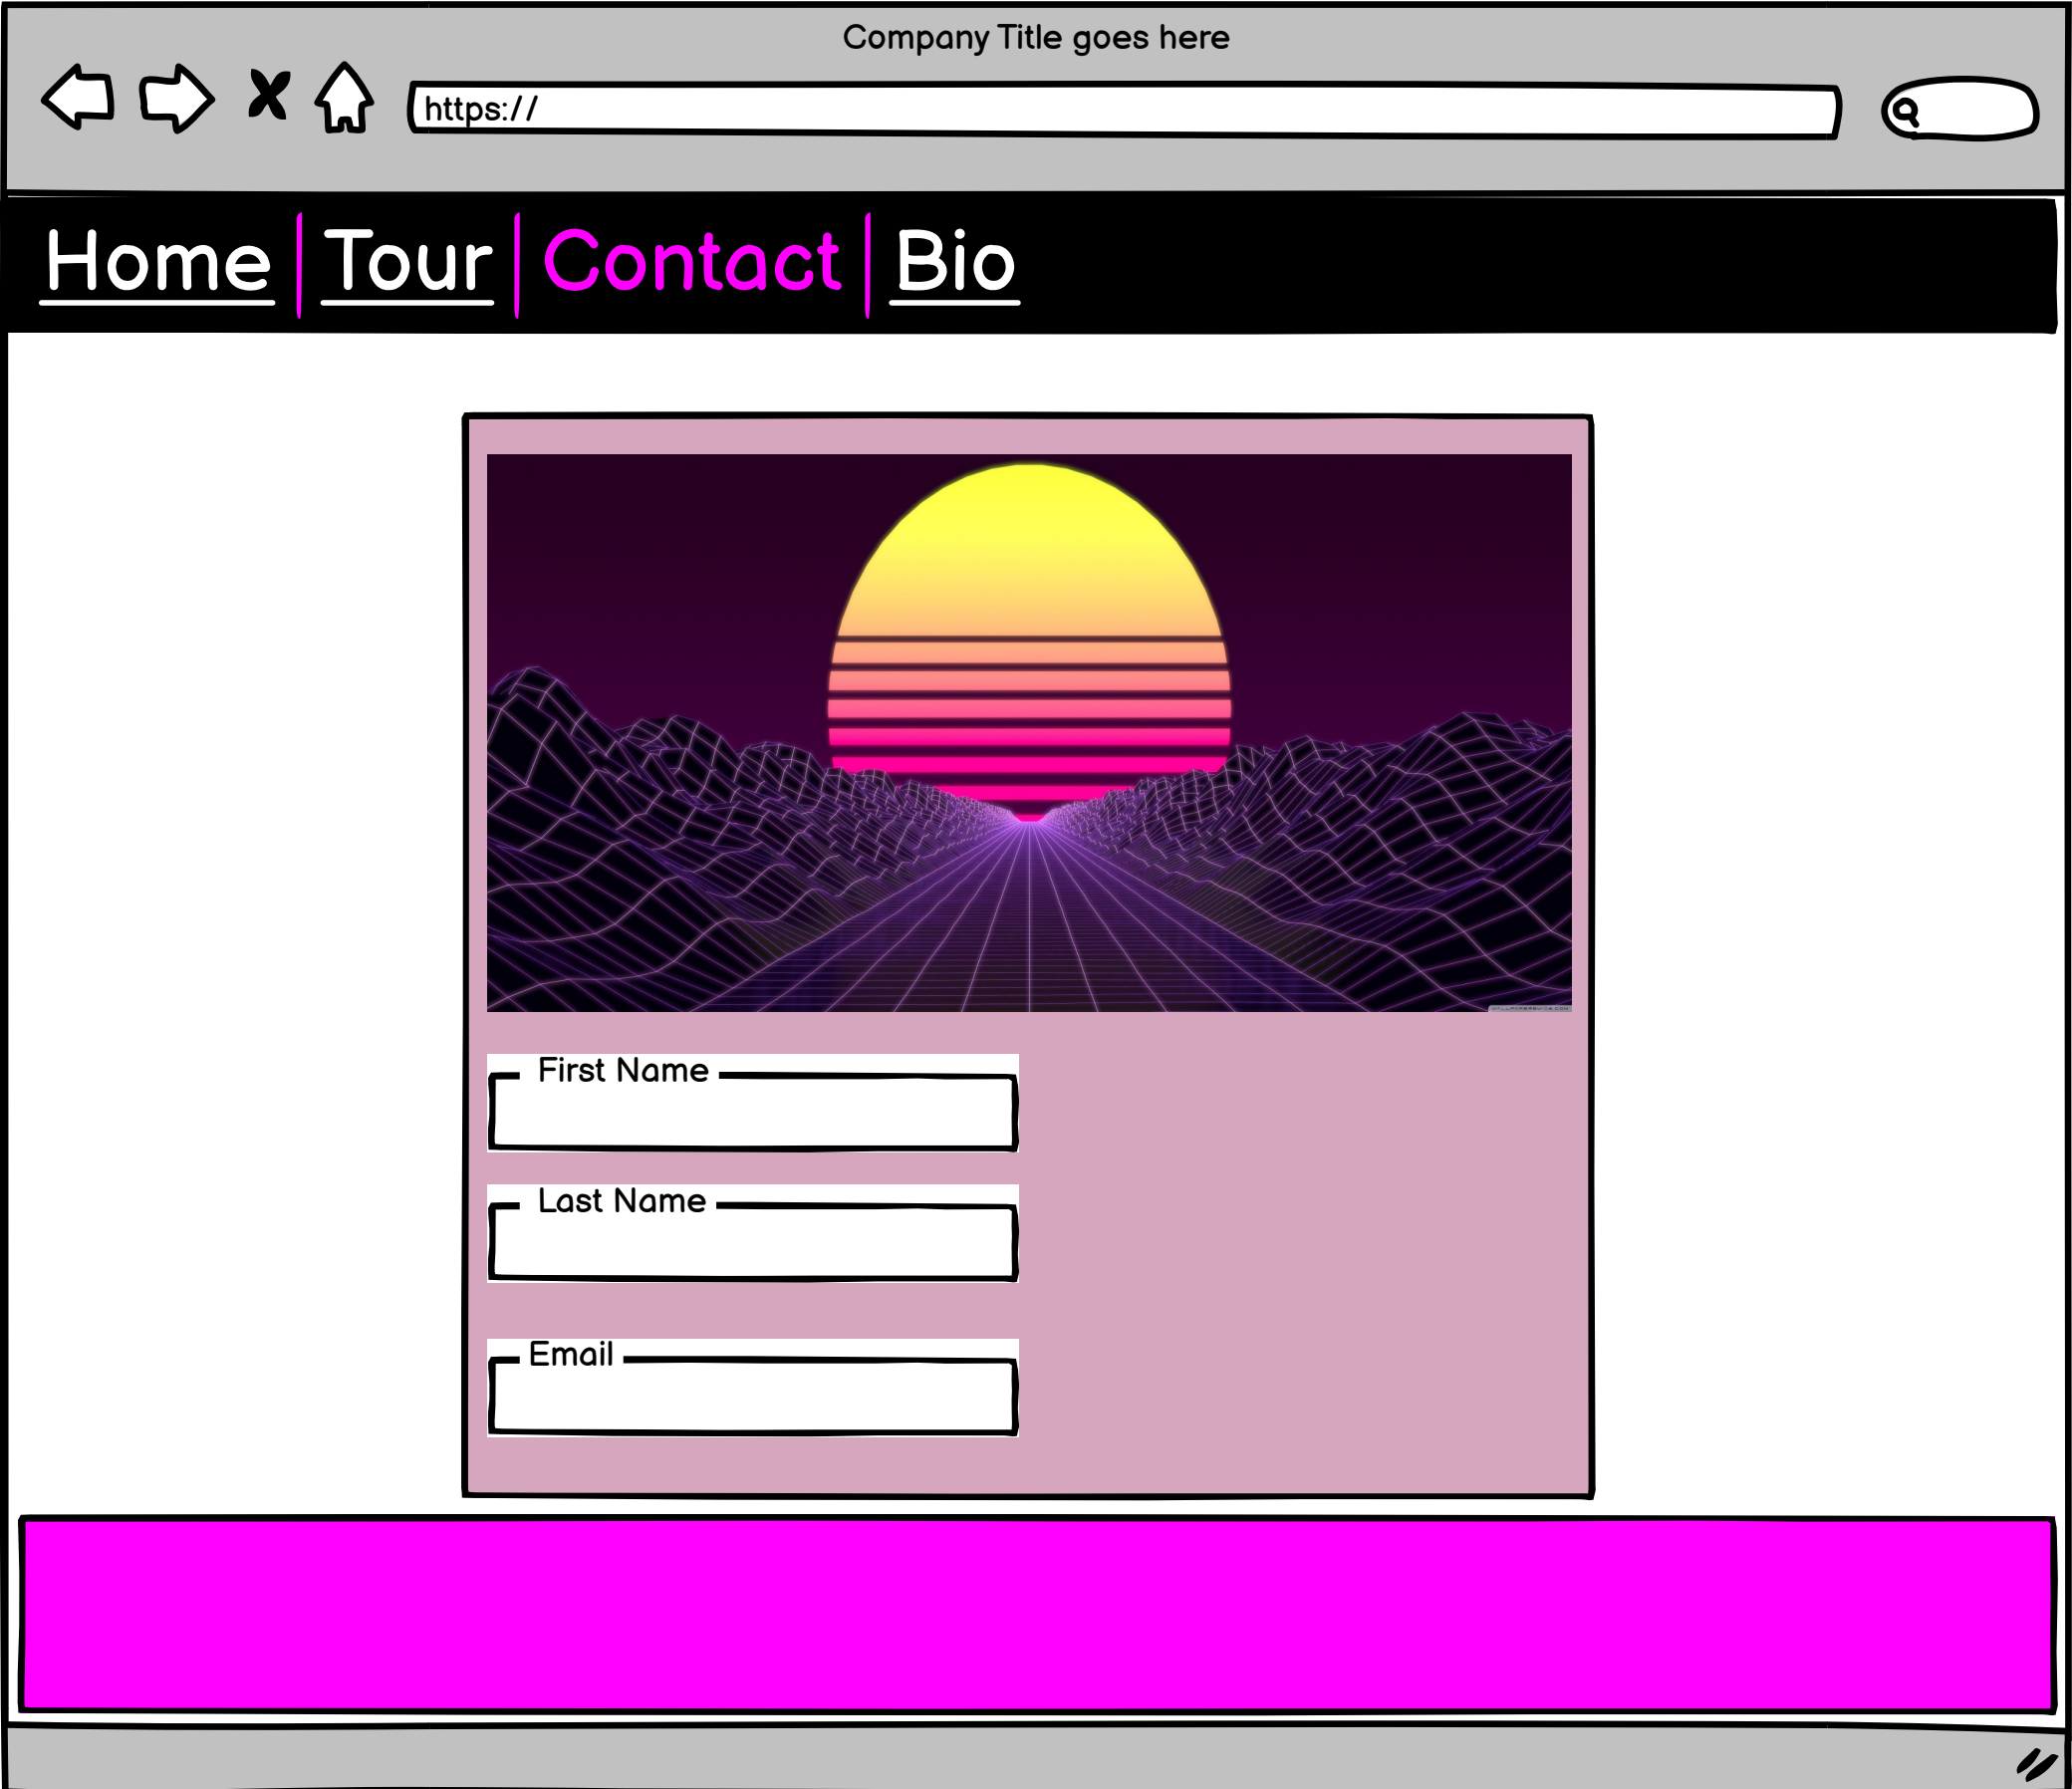 Company Title goes here
https://
Home Tour Contact Bio
First Name
Last Name
Email